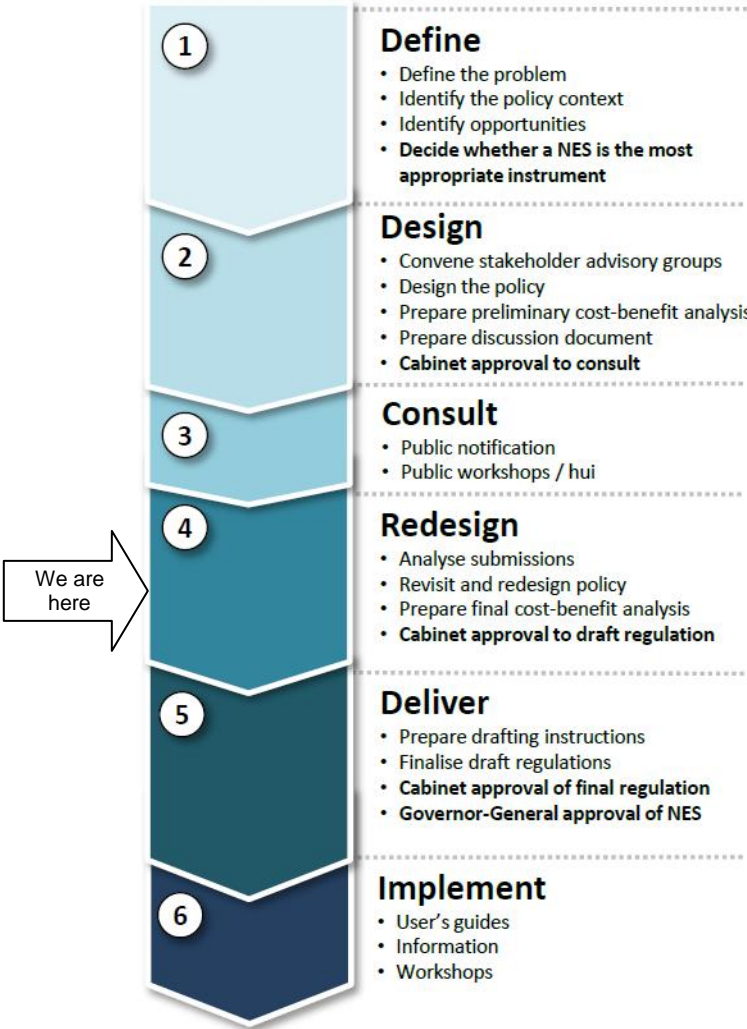 1
Define
• Define the problem
• Identify the policy context
• Identify opportunities
• Decide whether a NES is the most
appropriate instrument
2
Design
• Convene stakeholder advisory groups
• Design the policy
• Prepare preliminary cost-benefit analysis
• Prepare discussion document
• Cabinet approval to consult
3
Consult
• Public notification
• Public workshops / hui
We are
here
4
Redesign
• Analyse submissions
• Revisit and redesign policy
• Prepare final cost-benefit analysis
• Cabinet approval to draft regulation
5
Deliver
• Prepare drafting instructions
• Finalise draft regulations
• Cabinet approval of final regulation
• Governor-General approval of NES
6
Implement
• User's guides
• Information
• Workshops